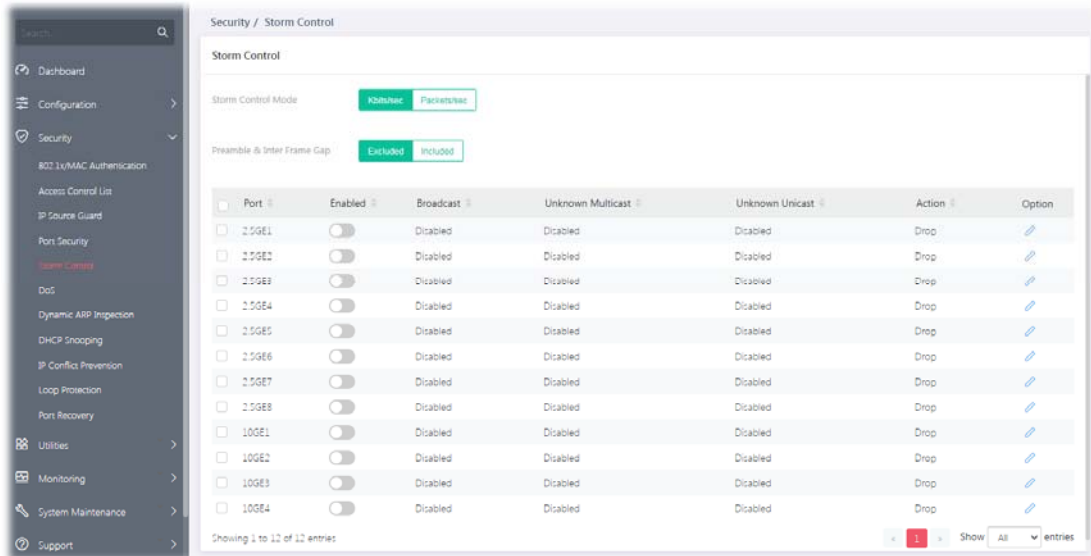 Search...
Dashboard
Configuration
Security
802.1x/MAC Authentication
Access Control List
IP Source Guard
Port Security
Storm Control
DoS
Dynamic ARP Inspection
DHCP Snooping
IP Conflict Prevention
Loop Protection
Port Recovery
Utilities
Monitoring
System Maintenance
Support
Security / Storm Control
Storm Control
Storm Control Mode Kbits/sec Packets/sec
Preamble & Inter Frame Gap Excluded Included
Port Enabled Broadcast Unknown Multicast Unknown Unicast Action Option
2.5GE1 Disabled Disabled Disabled Drop
2.5GE2 Disabled Disabled Disabled Drop
2.5GE3 Disabled Disabled Disabled Drop
2.5GE4 Disabled Disabled Disabled Drop
2.5GE5 Disabled Disabled Disabled Drop
2.5GE6 Disabled Disabled Disabled Drop
2.5GE7 Disabled Disabled Disabled Drop
2.5GE8 Disabled Disabled Disabled Drop
10GE1 Disabled Disabled Disabled Drop
10GE2 Disabled Disabled Disabled Drop
10GE3 Disabled Disabled Disabled Drop
10GE4 Disabled Disabled Disabled Drop
Showing 1 to 12 of 12 entries 1 Show All entries